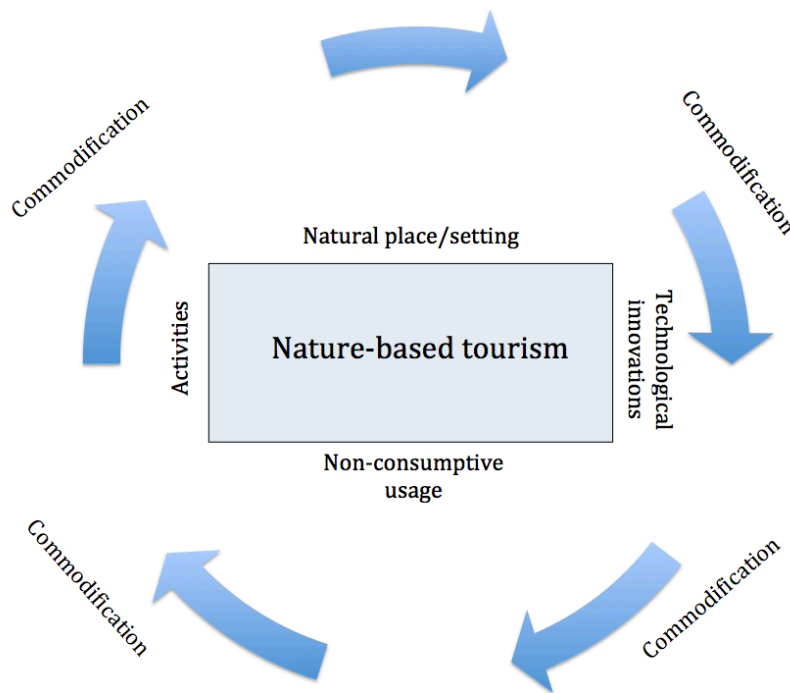 Commodification
Commodification
Natural place/setting
Activities
Nature-based tourism
Technological
innovations
Non-consumptive
usage
Commodification
Commodification